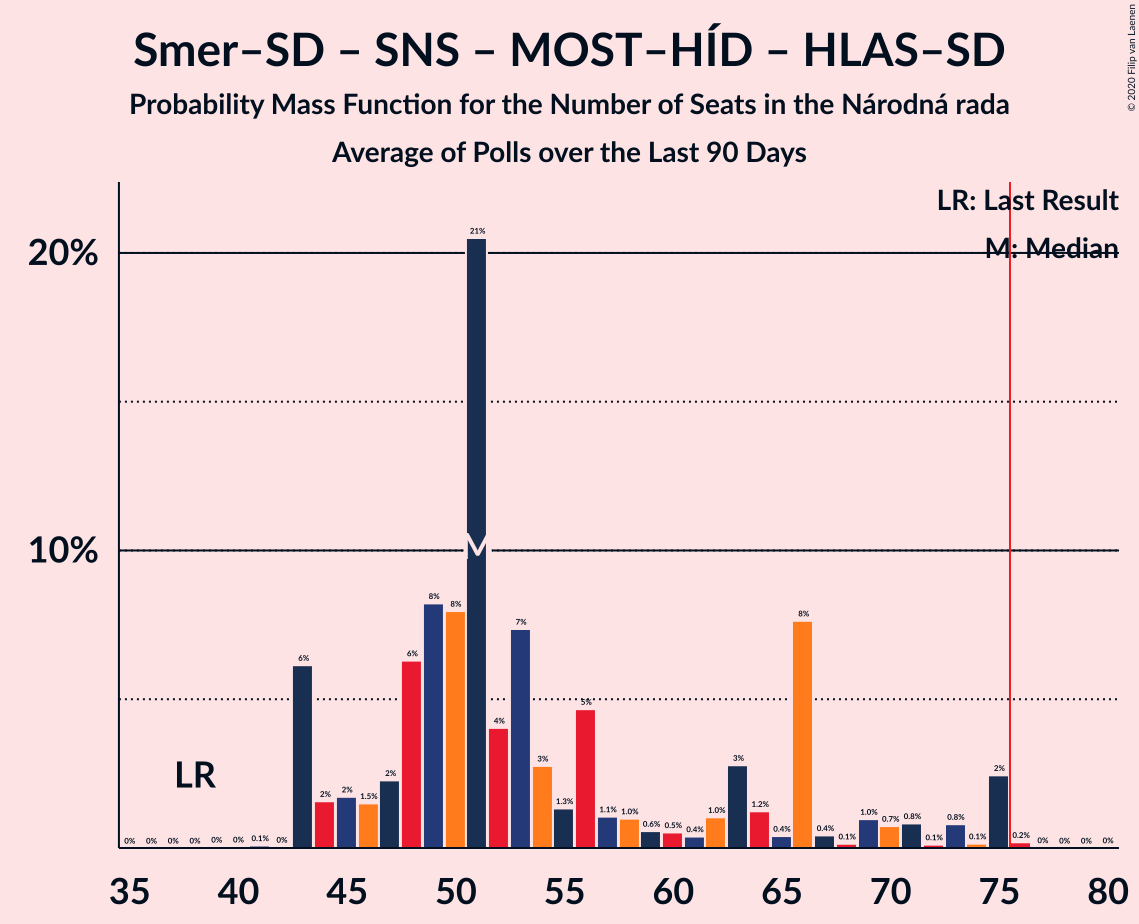 Smer–SD – SNS – MOST–HÍD – HLAS–SD
Probability Mass Function for the Number of Seats in the Národná rada
Average of Polls over the Last 90 Days
© 2020 Filip van Laenen
LR: Last Result
M: Median
20%
10%
LR
M
0% 0% 0% 0% 0% 0% 0.1% 0% 6% 2% 2% 1.5% 2% 6% 8% 8% 21% 4% 7% 3% 1.3% 5% 1.1% 1.0% 0.6% 0.5% 0.4% 1.0% 3% 1.2% 0.4% 8% 0.4% 0.1% 1.0% 0.7% 0.8% 0.1% 0.8% 0.1% 2% 0.2% 0% 0% 0% 0%
35 40 45 50 55 60 65 70 75 80